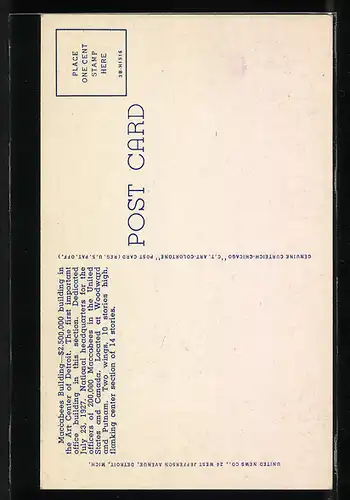 Maccabees Building—$2,500,000 building in
the Art Center of Detroit. The first important
office building in this section. Dedicated
July 23, 1927. National headquarters for the
officers of 200,000 Maccabees in the United
States and Canada. Located at Woodward
and Putnam. Two wings, 10 stories high,
flanking center section of 14 stories.
POST CARD
PLACE
ONE CENT
STAMP
HERE
3B-H1516
GENUINE CURTEICH-CHICAGO "C.T. ART-COLORTONE" POST CARD (REG. U.S. PAT. OFF.)
UNITED NEWS CO., 24 WEST JEFFERSON AVENUE, DETROIT, MICH.